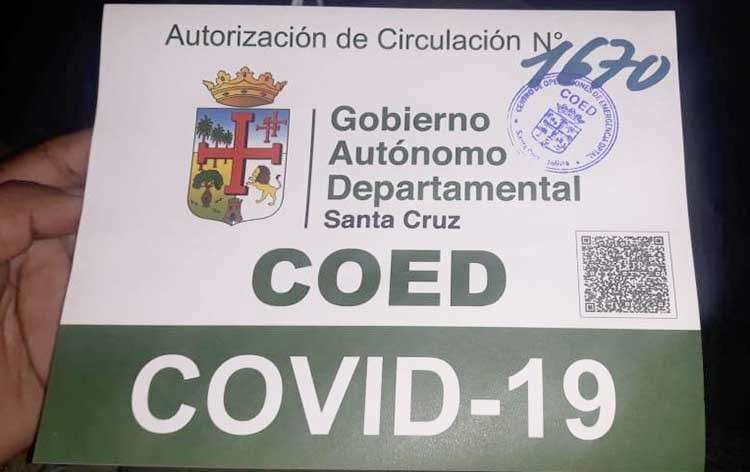 Autorización de Circulación N°
1670
COED
Gobierno
Autónomo
Departamental
Santa Cruz
COED
COVID-19